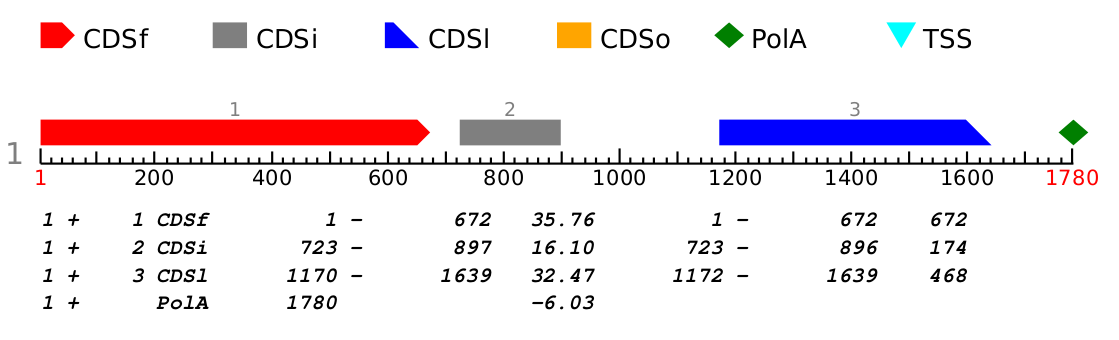 CDSf CDSi CDSl CDSo PolA TSS
1 2 3
1
1 200 400 600 800 1000 1200 1400 1600 1780
1 + 1 CDSf 1 - 672 35.76 1 - 672 672
1 + 2 CDSi 723 - 897 16.10 723 - 896 174
1 + 3 CDSl 1170 - 1639 32.47 1172 - 1639 468
1 + PolA 1780 -6.03